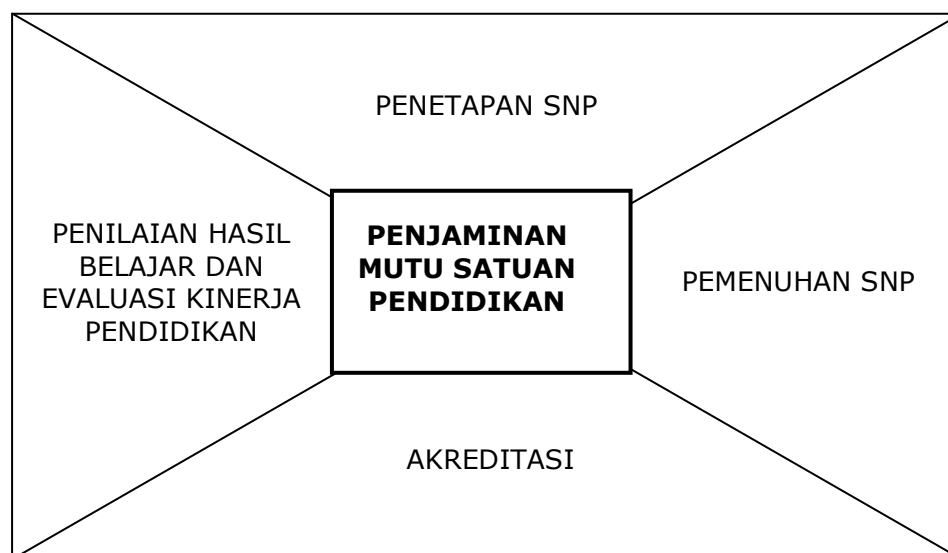 PENETAPAN SNP
PENILAIAN HASIL
BELAJAR DAN
EVALUASI KINERJA
PENDIDIKAN
PENJAMINAN
MUTU SATUAN
PENDIDIKAN
PEMENUHAN SNP
AKREDITASI